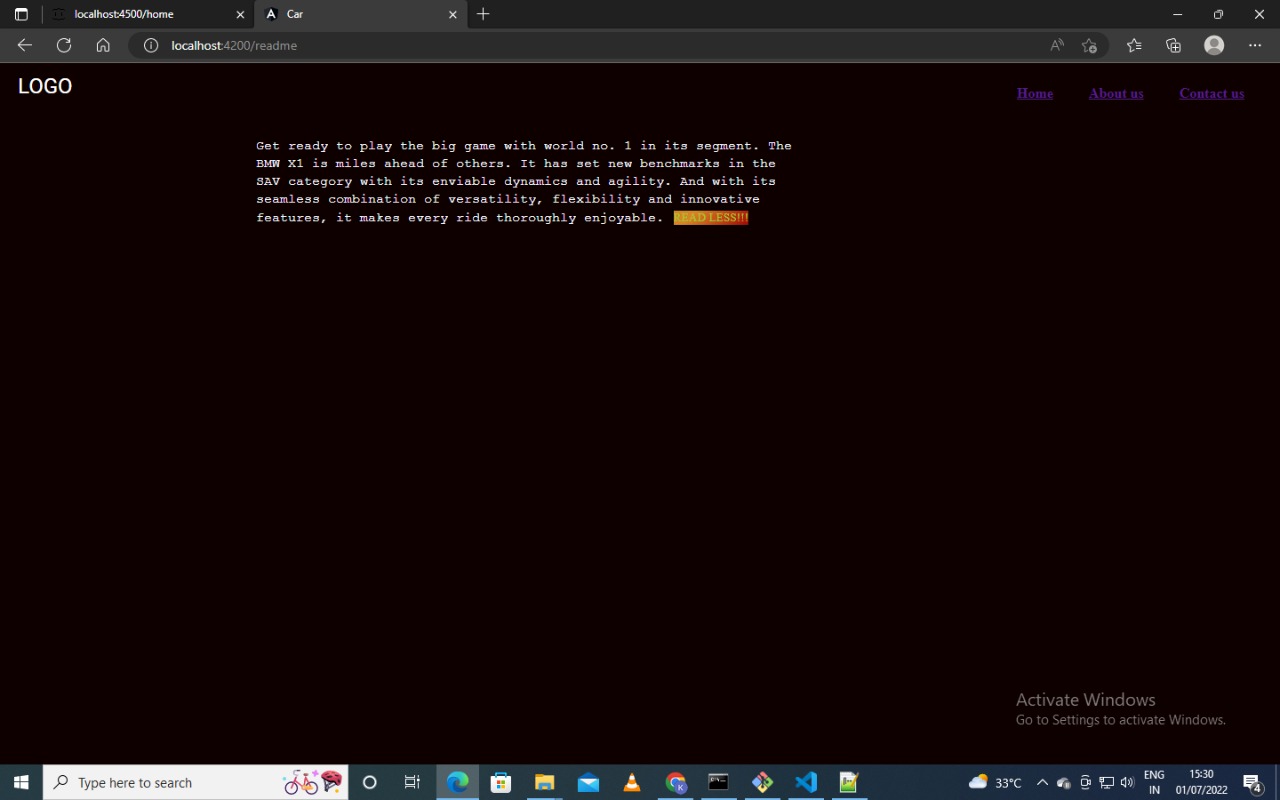 localhost:4500/home
Car
localhost:4200/readme
LOGO
Home
About us
Contact us
Get ready to play the big game with world no. 1 in its segment. The
BMW X1 is miles ahead of others. It has set new benchmarks in the
SAV category with its enviable dynamics and agility. And with its
seamless combination of versatility, flexibility and innovative
features, it makes every ride thoroughly enjoyable. READ LESS!!!
Activate Windows
Go to Settings to activate Windows.
Type here to search
33°C
ENG
IN
15:30
01/07/2022
4